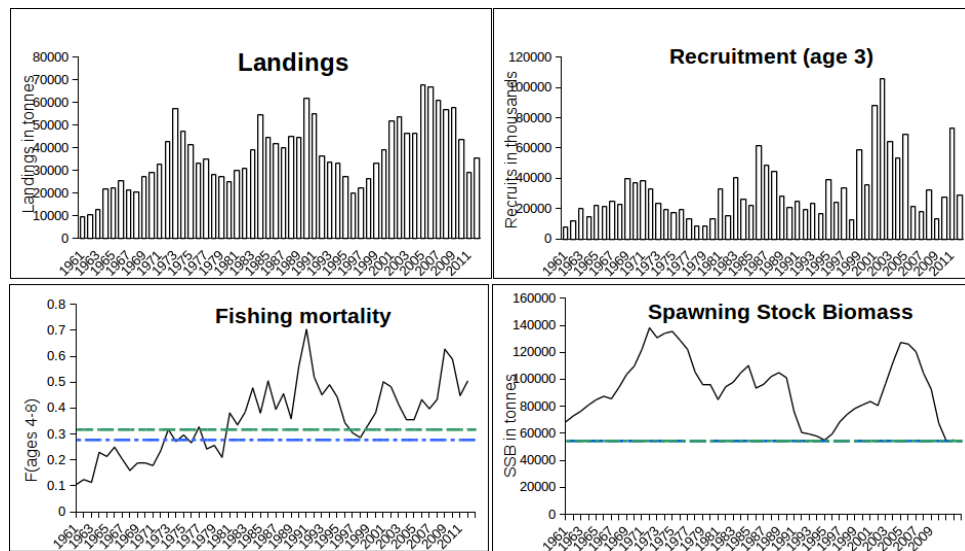 Landings
Landings in tonnes
80000
70000
60000
50000
40000
30000
20000
10000
0
1961 1963 1965 1967 1969 1971 1973 1975 1977 1979 1981 1983 1985 1987 1989 1991 1993 1995 1997 1999 2001 2003 2005 2007 2009 2011
Recruitment (age 3)
Recruits in thousands
120000
100000
80000
60000
40000
20000
0
1961 1963 1965 1967 1969 1971 1973 1975 1977 1979 1981 1983 1985 1987 1989 1991 1993 1995 1997 1999 2001 2003 2005 2007 2009 2011
Fishing mortality
F(ages 4-8)
0.8
0.7
0.6
0.5
0.4
0.3
0.2
0.1
0
1961 1963 1965 1967 1969 1971 1973 1975 1977 1979 1981 1983 1985 1987 1989 1991 1993 1995 1997 1999 2001 2003 2005 2007 2009 2011
Spawning Stock Biomass
SSB in tonnes
160000
140000
120000
100000
80000
60000
40000
20000
0
1961 1963 1965 1967 1969 1971 1973 1975 1977 1979 1981 1983 1985 1987 1989 1991 1993 1995 1997 1999 2001 2003 2005 2007 2009